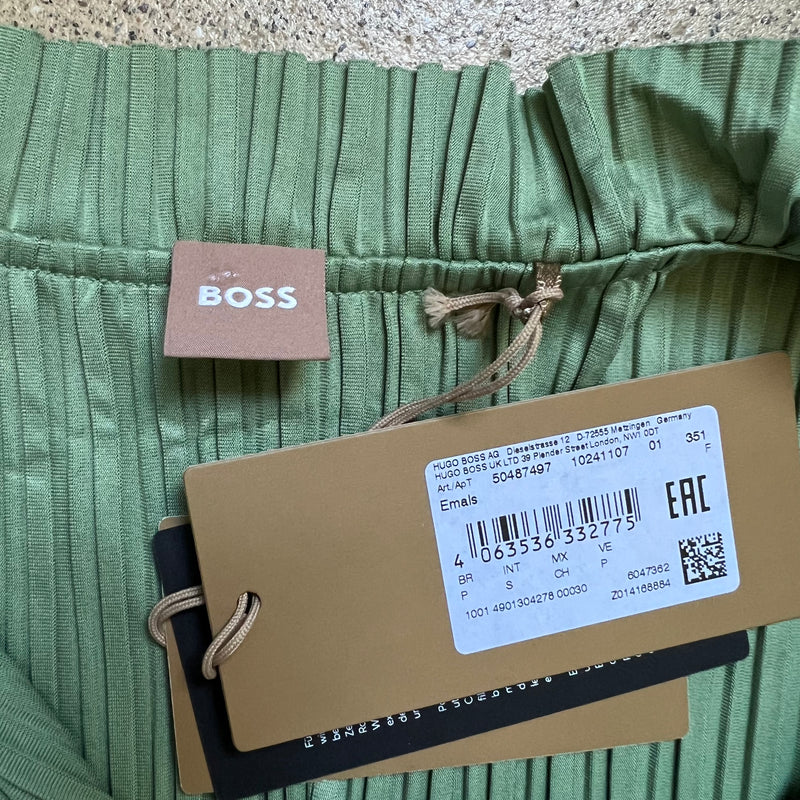 BOSS
HUGO BOSS AG Dieselstrasse 12 D-72555 Metzingen Germany
HUGO BOSS UK LTD 39 Plender Street London, NW1 0DT
Art./ApT 50487497 10241107 01 351
Emals F
EAC
4 063536 332775
BR INT MX VE
P S CH P
6047362
1001 4901304278 00030 Z014168884